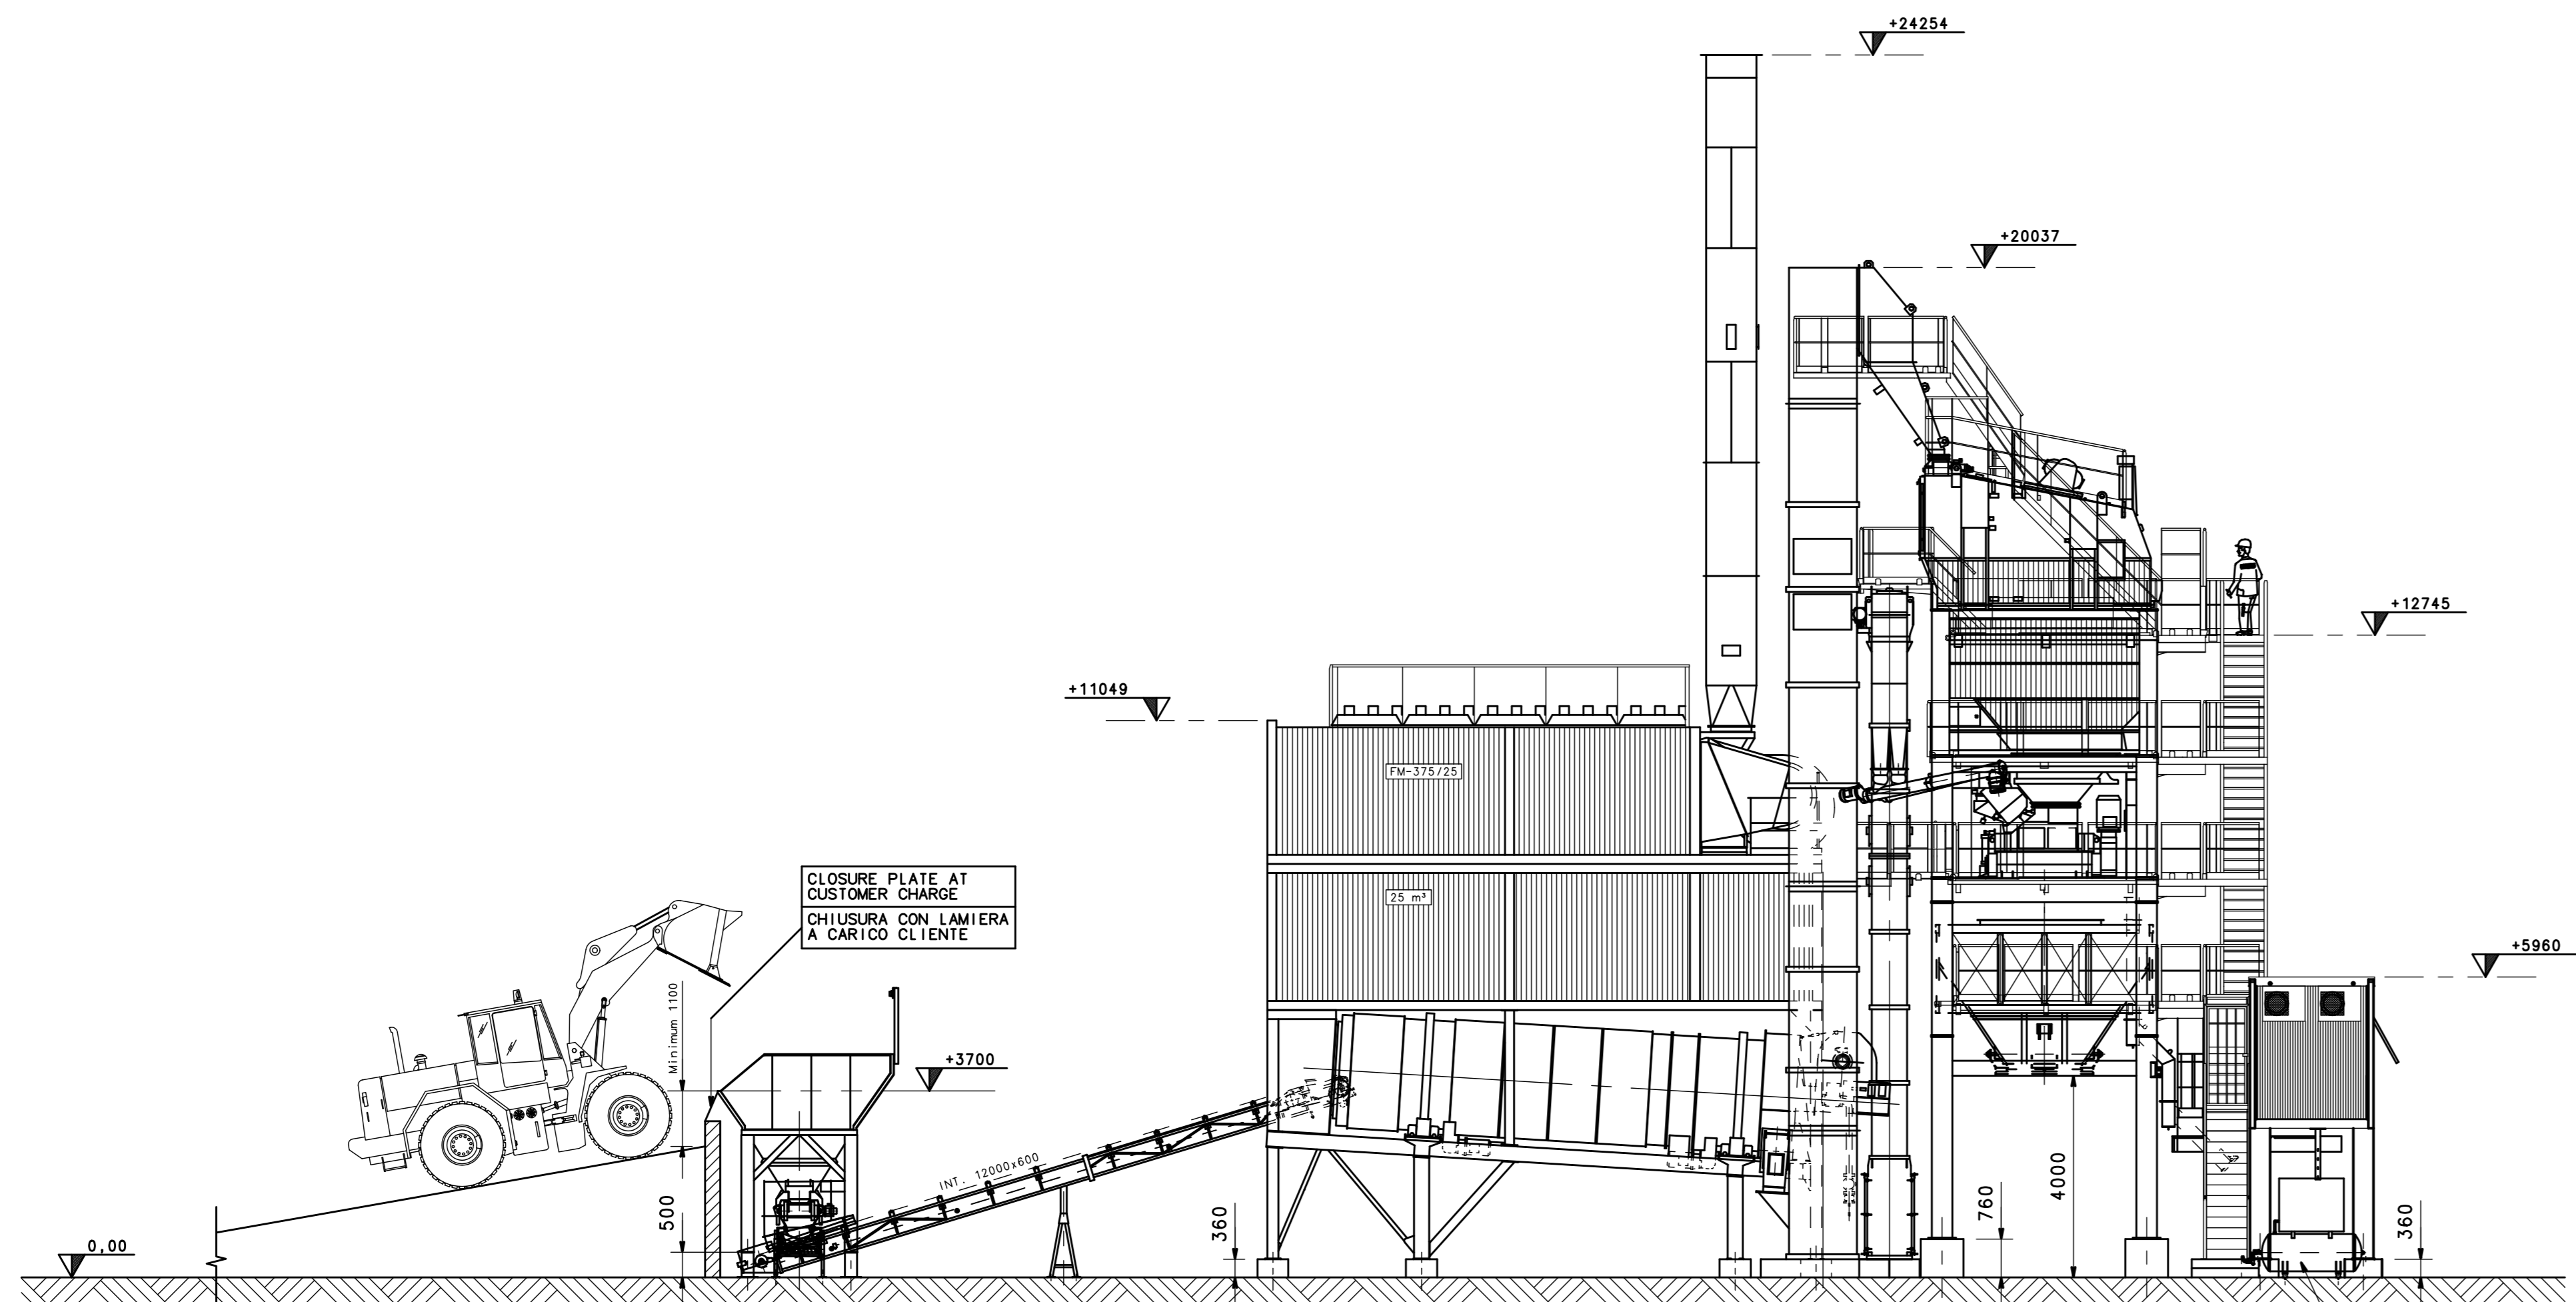 +24254
+20037
+12745
+11049
FM-375/25
CLOSURE PLATE AT
CUSTOMER CHARGE
CHIUSURA CON LAMIERA
A CARICO CLIENTE
25 m³
+5960
Minimum 1100
+3700
INT. 12000x600
4000
500
760
360
360
0,00